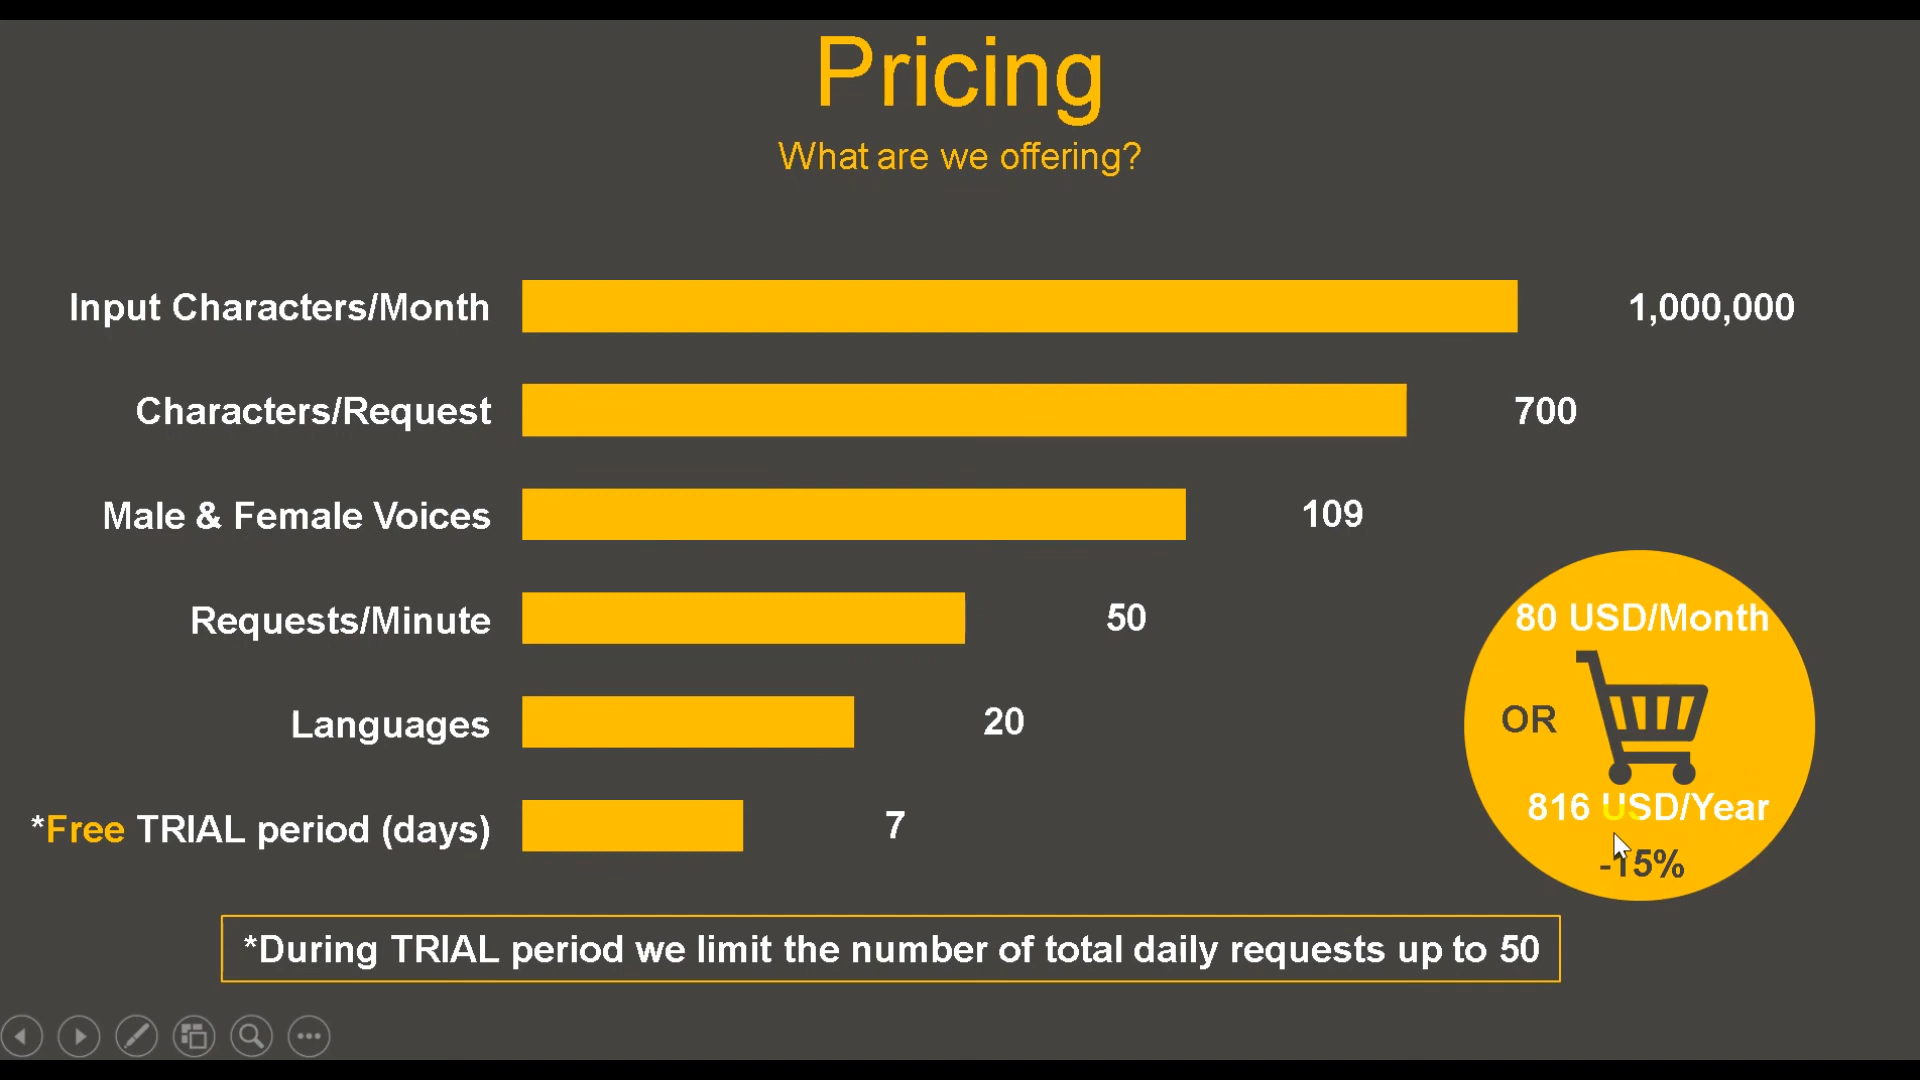 Pricing
What are we offering?
Input Characters/Month 1,000,000
Characters/Request 700
Male & Female Voices 109
Requests/Minute 50
Languages 20
*Free TRIAL period (days) 7
80 USD/Month
OR
816 USD/Year
-15%
*During TRIAL period we limit the number of total daily requests up to 50